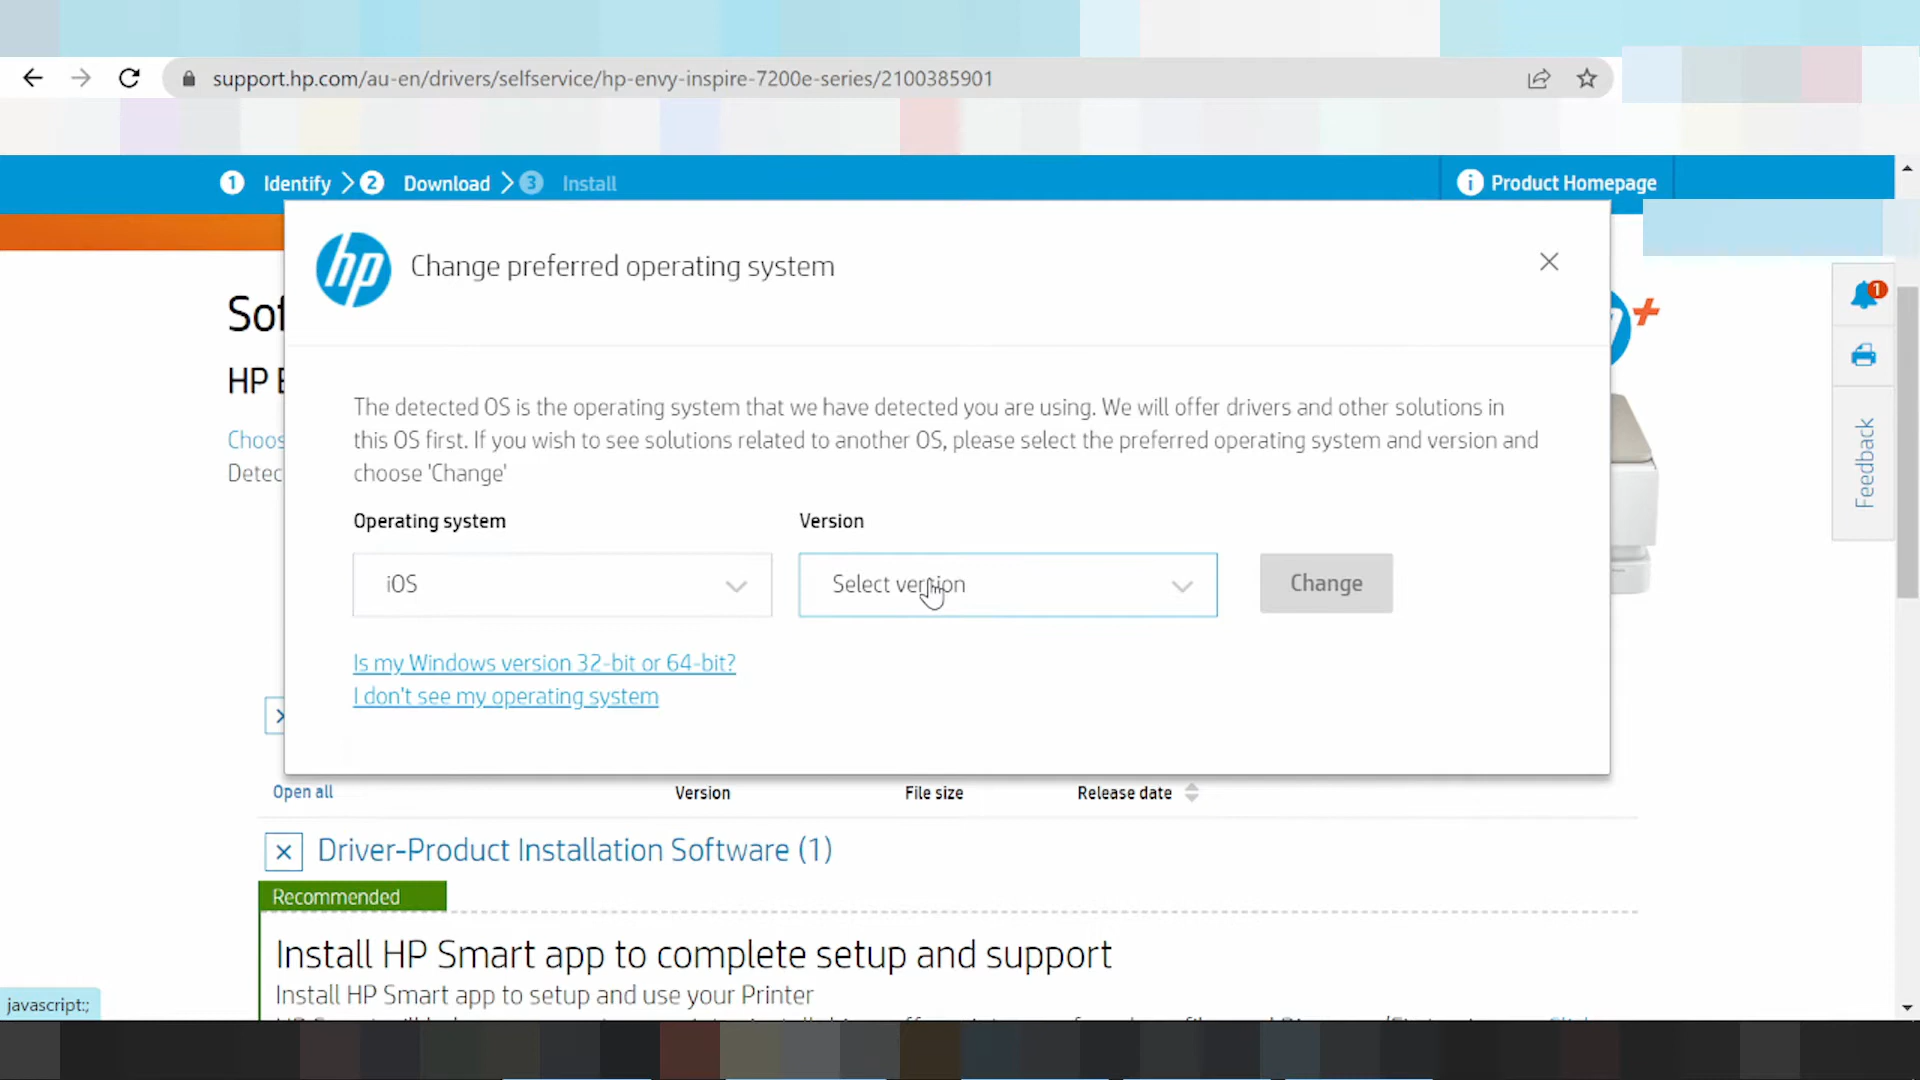 support.hp.com/au-en/drivers/selfservice/hp-envy-inspire-7200e-series/2100385901
1 Identify 2 Download 3 Install
Product Homepage
hp Change preferred operating system
1
Sof
HP E
Choos
Detec
The detected OS is the operating system that we have detected you are using. We will offer drivers and other solutions in
this OS first. If you wish to see solutions related to another OS, please select the preferred operating system and version and
choose 'Change'
Feedback
Operating system Version
iOS Select version Change
Is my Windows version 32-bit or 64-bit?
I don't see my operating system
Open all Version File size Release date
Driver-Product Installation Software (1)
Recommended
Install HP Smart app to complete setup and support
Install HP Smart app to setup and use your Printer
javascript:;